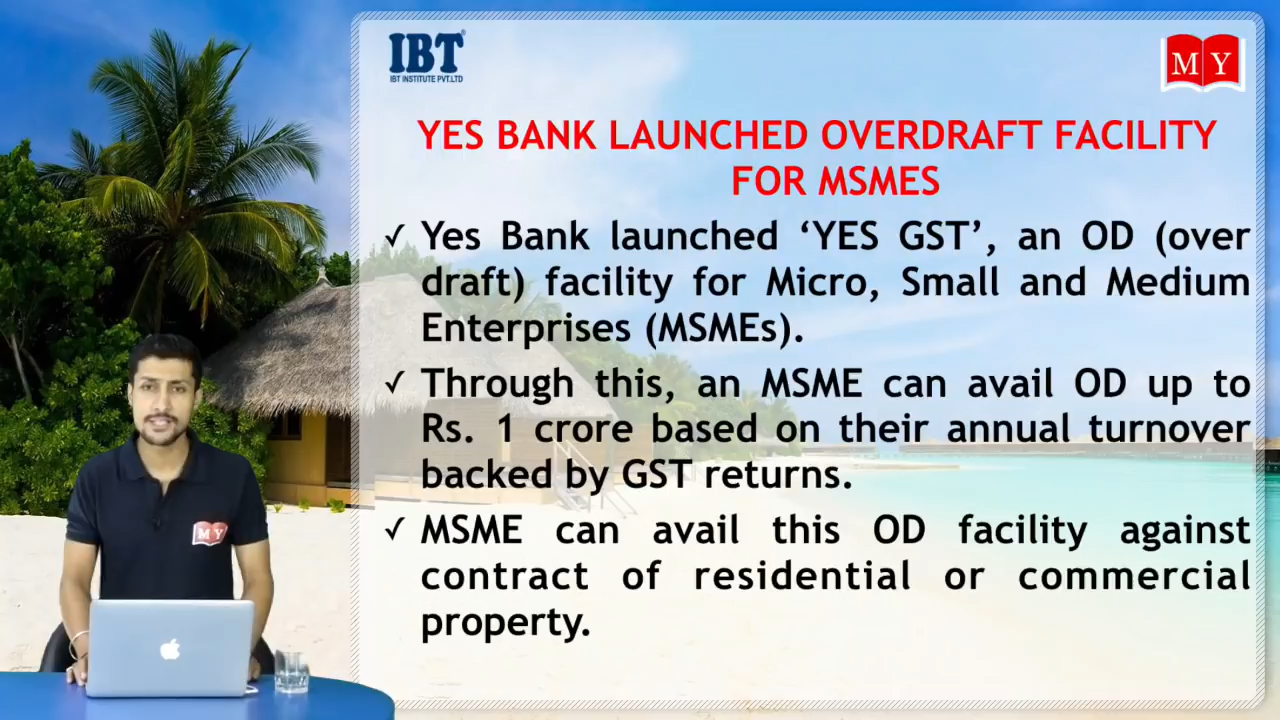 IBT
IBT INSTITUTE PVT.LTD
M Y
YES BANK LAUNCHED OVERDRAFT FACILITY
FOR MSMES
✓ Yes Bank launched ‘YES GST’, an OD (over
draft) facility for Micro, Small and Medium
Enterprises (MSMEs).
✓ Through this, an MSME can avail OD up to
Rs. 1 crore based on their annual turnover
backed by GST returns.
✓ MSME can avail this OD facility against
contract of residential or commercial
property.
MY